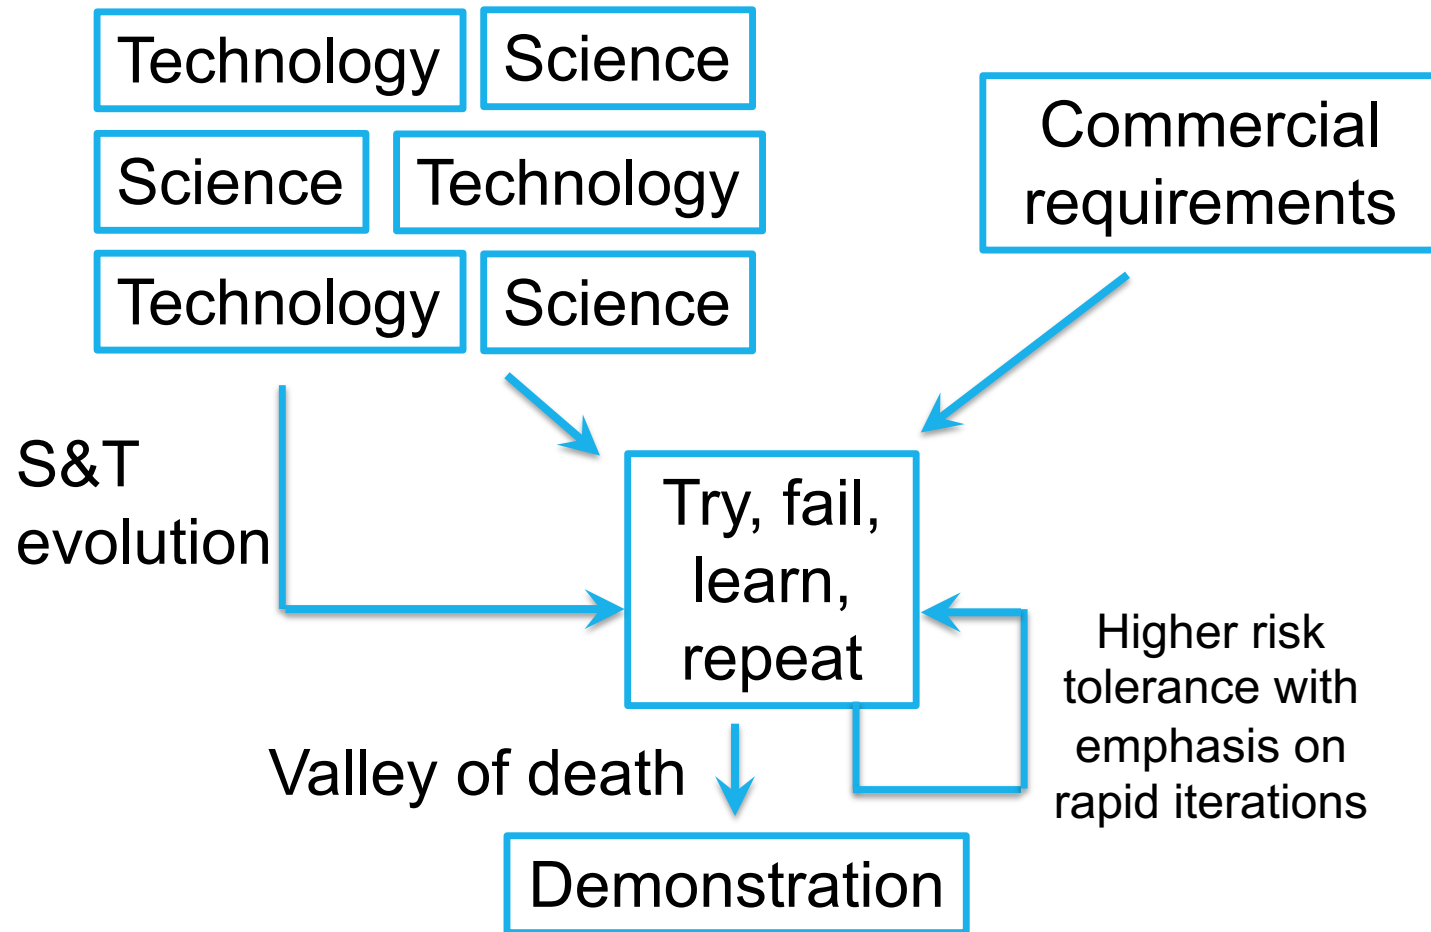 Technology
Science
Science
Technology
Technology
Science
Commercial
requirements
S&T
evolution
Try, fail,
learn,
repeat
Higher risk
tolerance with
emphasis on
rapid iterations
Valley of death
Demonstration